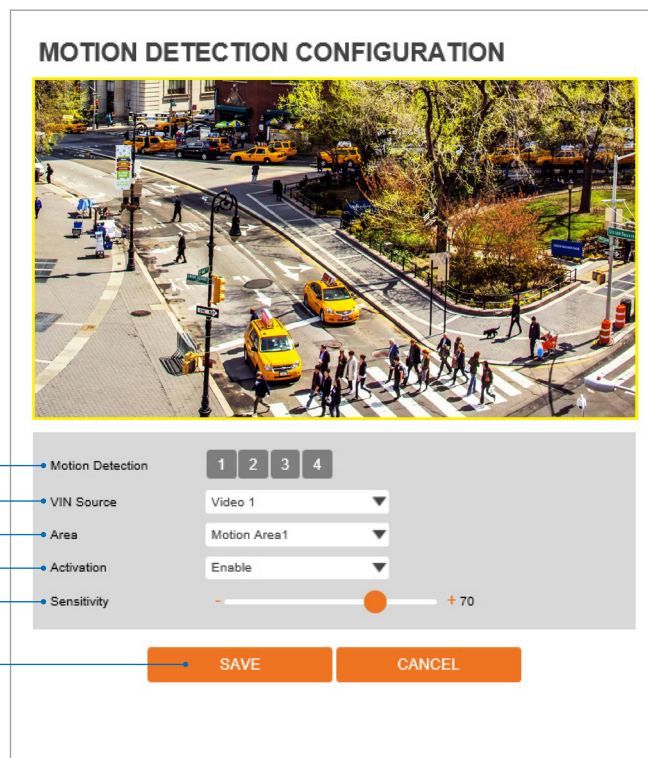 MOTION DETECTION CONFIGURATION
Motion Detection 1 2 3 4
VIN Source Video 1
Area Motion Area1
Activation Enable
Sensitivity - + 70
SAVE CANCEL